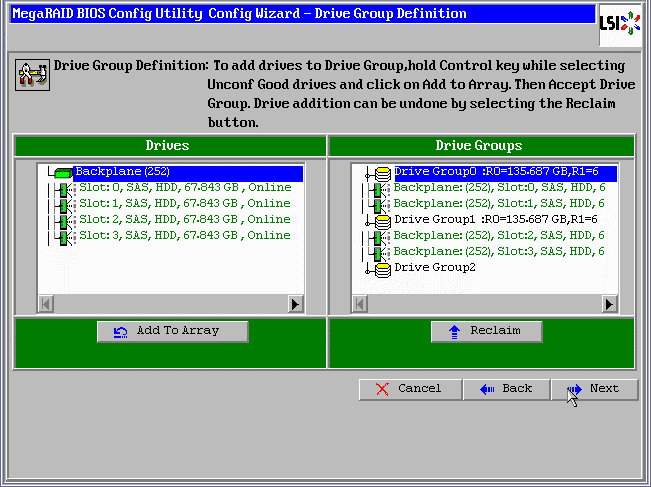 MegaRAID BIOS Config Utility Config Wizard – Drive Group Definition
LSI
Drive Group Definition: To add drives to Drive Group,hold Control key while selecting
Unconf Good drives and click on Add to Array. Then Accept Drive
Group. Drive addition can be undone by selecting the Reclaim
button.
Drives
Backplane (252)
Slot: 0, SAS, HDD, 67.843 GB , Online
Slot: 1, SAS, HDD, 67.843 GB , Online
Slot: 2, SAS, HDD, 67.843 GB , Online
Slot: 3, SAS, HDD, 67.843 GB , Online
Add To Array
Drive Groups
Drive Group0 :R0=135.687 GB,R1=6
Backplane: (252), Slot:0, SAS, HDD, 6
Backplane: (252), Slot:1, SAS, HDD, 6
Drive Group1 :R0=135.687 GB,R1=6
Backplane: (252), Slot:2, SAS, HDD, 6
Backplane: (252), Slot:3, SAS, HDD, 6
Drive Group2
Reclaim
Cancel
Back
Next